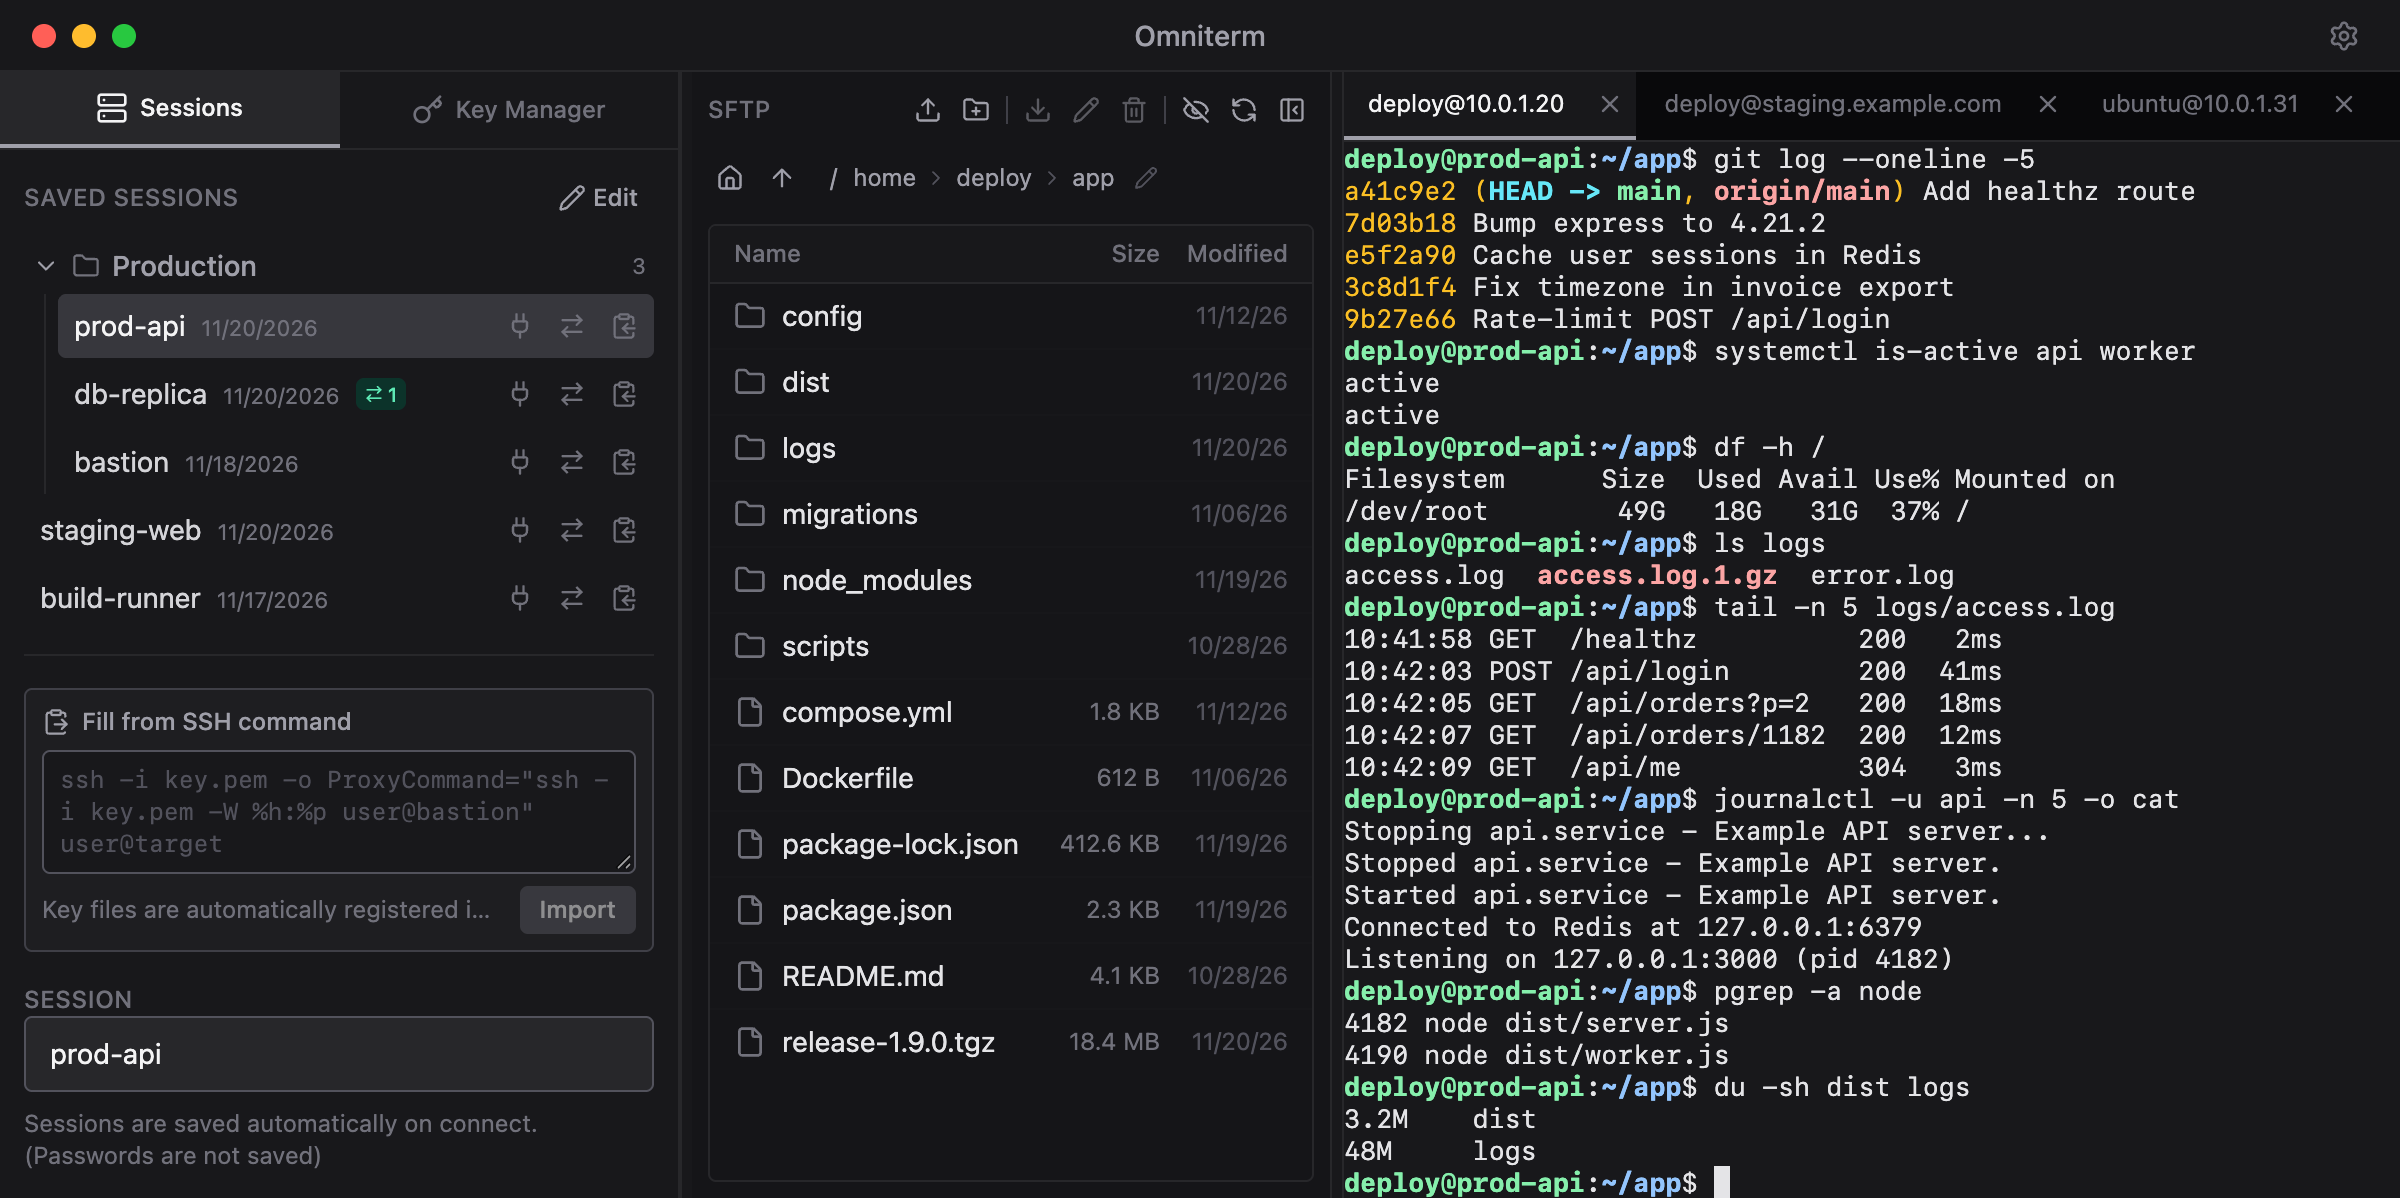 Omniterm
Sessions
Key Manager
SAVED SESSIONS
Edit
Production 3
prod-api 11/20/2026
db-replica 11/20/2026 1
bastion 11/18/2026
staging-web 11/20/2026
build-runner 11/17/2026
Fill from SSH command
ssh -i key.pem -o ProxyCommand="ssh -
i key.pem -W %h:%p user@bastion"
user@target
Key files are automatically registered i...
Import
SESSION
prod-api
Sessions are saved automatically on connect.
(Passwords are not saved)
SFTP
/ home > deploy > app
Name Size Modified
config 11/12/26
dist 11/20/26
logs 11/20/26
migrations 11/06/26
node_modules 11/19/26
scripts 10/28/26
compose.yml 1.8 KB 11/12/26
Dockerfile 612 B 11/06/26
package-lock.json 412.6 KB 11/19/26
package.json 2.3 KB 11/19/26
README.md 4.1 KB 10/28/26
release-1.9.0.tgz 18.4 MB 11/20/26
deploy@10.0.1.20
deploy@staging.example.com
ubuntu@10.0.1.31
deploy@prod-api:~/app$ git log --oneline -5
a41c9e2 (HEAD -> main, origin/main) Add healthz route
7d03b18 Bump express to 4.21.2
e5f2a90 Cache user sessions in Redis
3c8d1f4 Fix timezone in invoice export
9b27e66 Rate-limit POST /api/login
deploy@prod-api:~/app$ systemctl is-active api worker
active
active
deploy@prod-api:~/app$ df -h /
Filesystem      Size  Used Avail Use% Mounted on
/dev/root        49G   18G   31G  37% /
deploy@prod-api:~/app$ ls logs
access.log  access.log.1.gz  error.log
deploy@prod-api:~/app$ tail -n 5 logs/access.log
10:41:58 GET  /healthz          200   2ms
10:42:03 POST /api/login        200  41ms
10:42:05 GET  /api/orders?p=2   200  18ms
10:42:07 GET  /api/orders/1182  200  12ms
10:42:09 GET  /api/me           304   3ms
deploy@prod-api:~/app$ journalctl -u api -n 5 -o cat
Stopping api.service - Example API server...
Stopped api.service - Example API server.
Started api.service - Example API server.
Connected to Redis at 127.0.0.1:6379
Listening on 127.0.0.1:3000 (pid 4182)
deploy@prod-api:~/app$ pgrep -a node
4182 node dist/server.js
4190 node dist/worker.js
deploy@prod-api:~/app$ du -sh dist logs
3.2M    dist
48M     logs
deploy@prod-api:~/app$